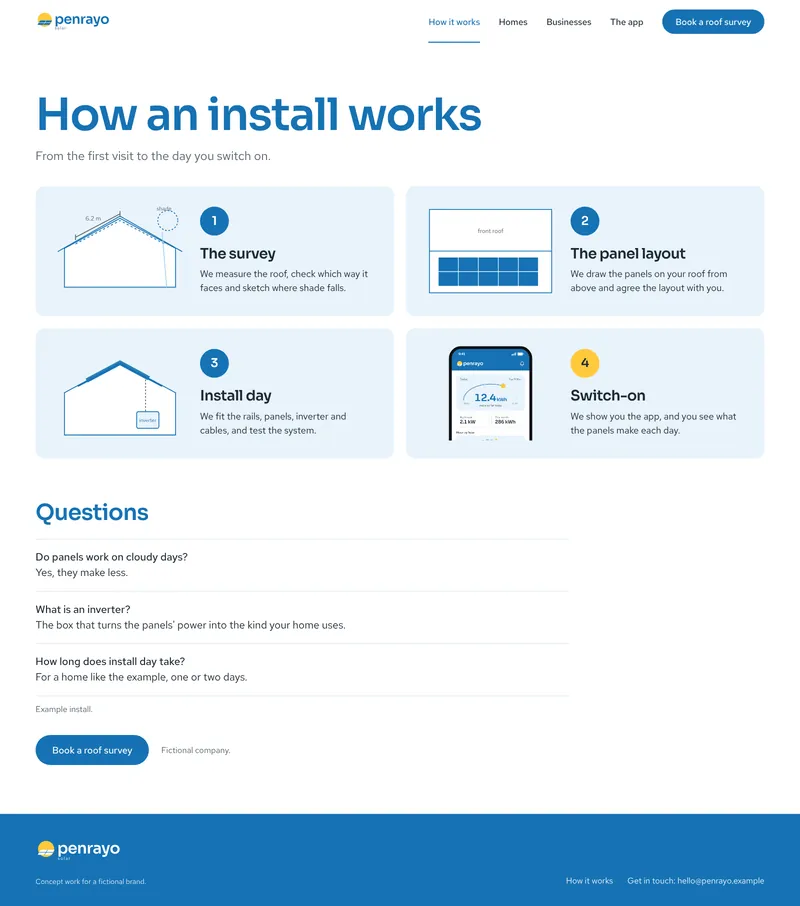 penrayo
solar
How it works
Homes
Businesses
The app
Book a roof survey
How an install works
From the first visit to the day you switch on.
6.2 m
shade
1
The survey
We measure the roof, check which way it
faces and sketch where shade falls.
front roof
2
The panel layout
We draw the panels on your roof from
above and agree the layout with you.
inverter
3
Install day
We fit the rails, panels, inverter and
cables, and test the system.
9:41
penrayo
Today
12.4 kWh
2.1 kW
286 kWh
4
Switch-on
We show you the app, and you see what
the panels make each day.
Questions
Do panels work on cloudy days?
Yes, they make less.
What is an inverter?
The box that turns the panels’ power into the kind your home uses.
How long does install day take?
For a home like the example, one or two days.
Example install.
Book a roof survey
Fictional company.
penrayo
solar
Concept work for a fictional brand.
How it works
Get in touch: hello@penrayo.example